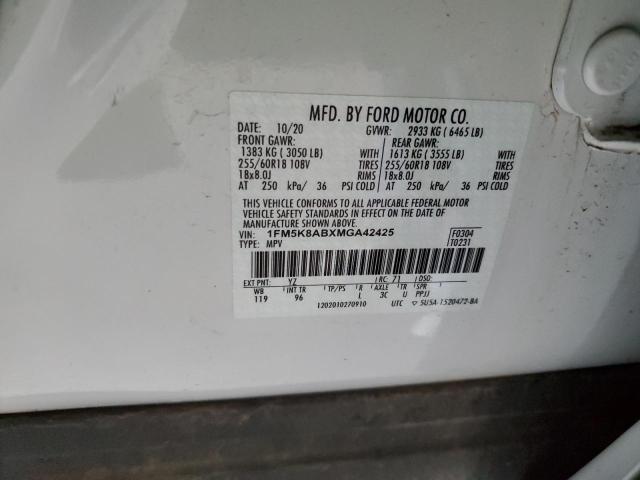 MFD. BY FORD MOTOR CO.
DATE: 10/20 GVWR: 2933 KG ( 6465 LB)
FRONT GAWR: REAR GAWR:
1383 KG ( 3050 LB) WITH 1613 KG ( 3555 LB) WITH
255/60R18 108V TIRES 255/60R18 108V TIRES
18x8.0J RIMS 18x8.0J RIMS
AT 250 kPa/ 36 PSI COLD AT 250 kPa/ 36 PSI COLD
THIS VEHICLE CONFORMS TO ALL APPLICABLE FEDERAL MOTOR
VEHICLE SAFETY STANDARDS IN EFFECT ON THE DATE OF
MANUFACTURE SHOWN ABOVE.
VIN: 1FM5K8ABXMGA42425 F0304
TYPE: MPV T0231
EXT PNT: YZ RC: 71 DSO:
WB INT TR TP/PS R AXLE TR SPR
119 96 L 3C U PPJJ
1202010270910 UTC ▽ 5U5A-1520472-BA